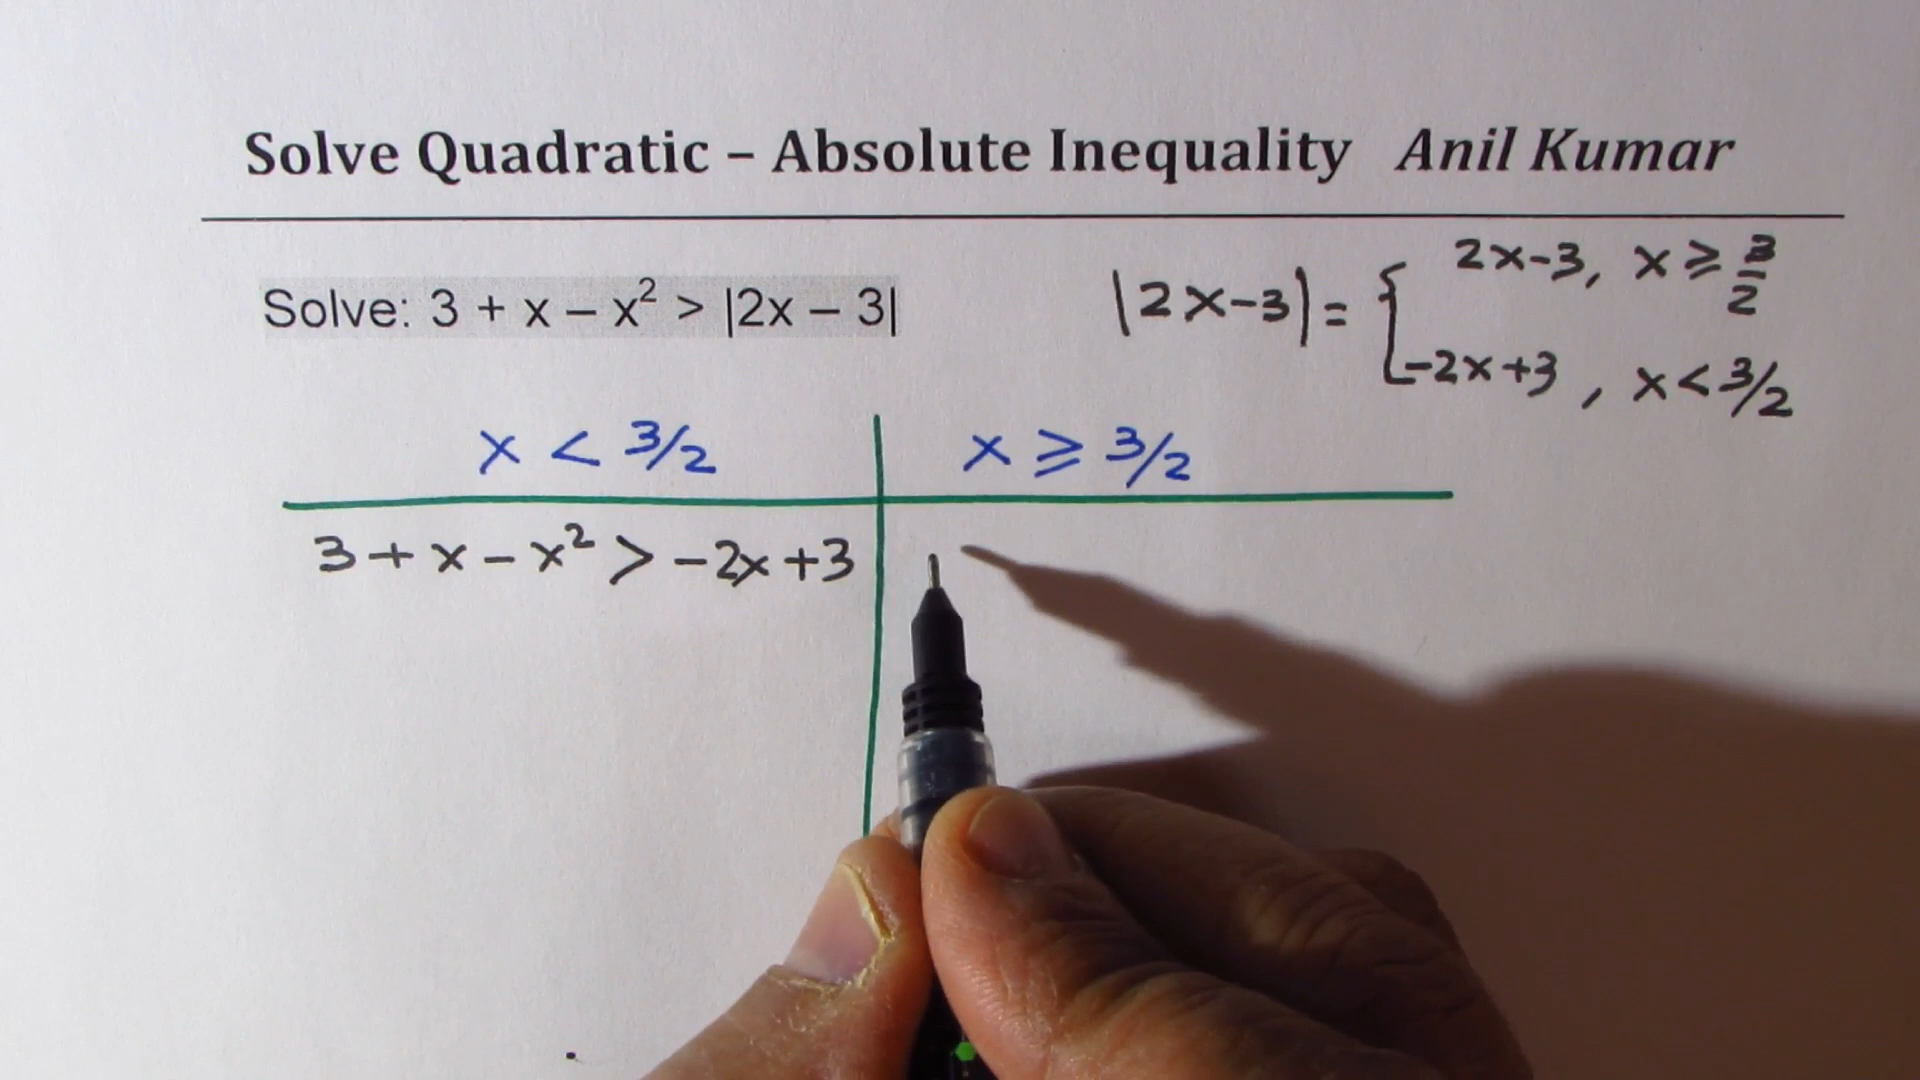 Solve Quadratic – Absolute Inequality Anil Kumar
Solve: 3 + x – x² > |2x – 3|
|2x-3| = { 2x-3, x ≥ 3/2
-2x+3, x < 3/2
x < 3/2
x ≥ 3/2
3 + x - x² > -2x + 3